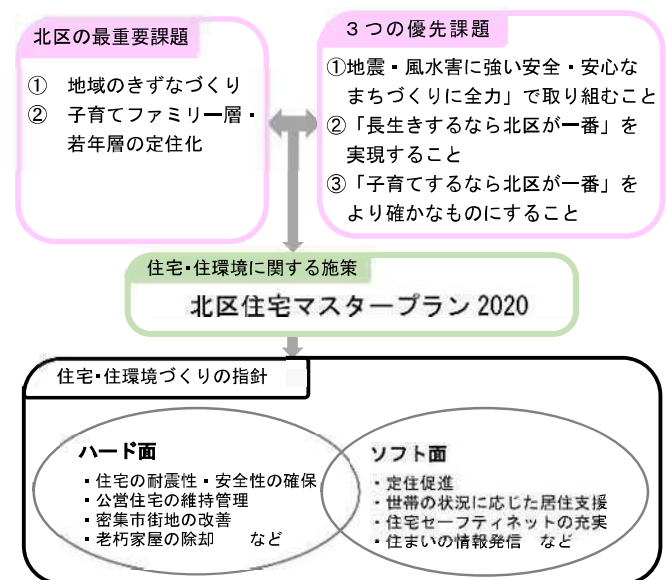 北区の最重要課題
① 地域のきずなづくり
② 子育てファミリー層・
若年層の定住化
3つの優先課題
①地震・風水害に強い安全・安心な
まちづくりに全力」で取り組むこと
②「長生きするなら北区が一番」を
実現すること
③「子育てするなら北区が一番」を
より確かなものにすること
住宅・住環境に関する施策
北区住宅マスタープラン 2020
住宅・住環境づくりの指針
ハード面
・住宅の耐震性・安全性の確保
・公営住宅の維持管理
・密集市街地の改善
・老朽家屋の除却 など
ソフト面
・定住促進
・世帯の状況に応じた居住支援
・住宅セーフティネットの充実
・住まいの情報発信 など